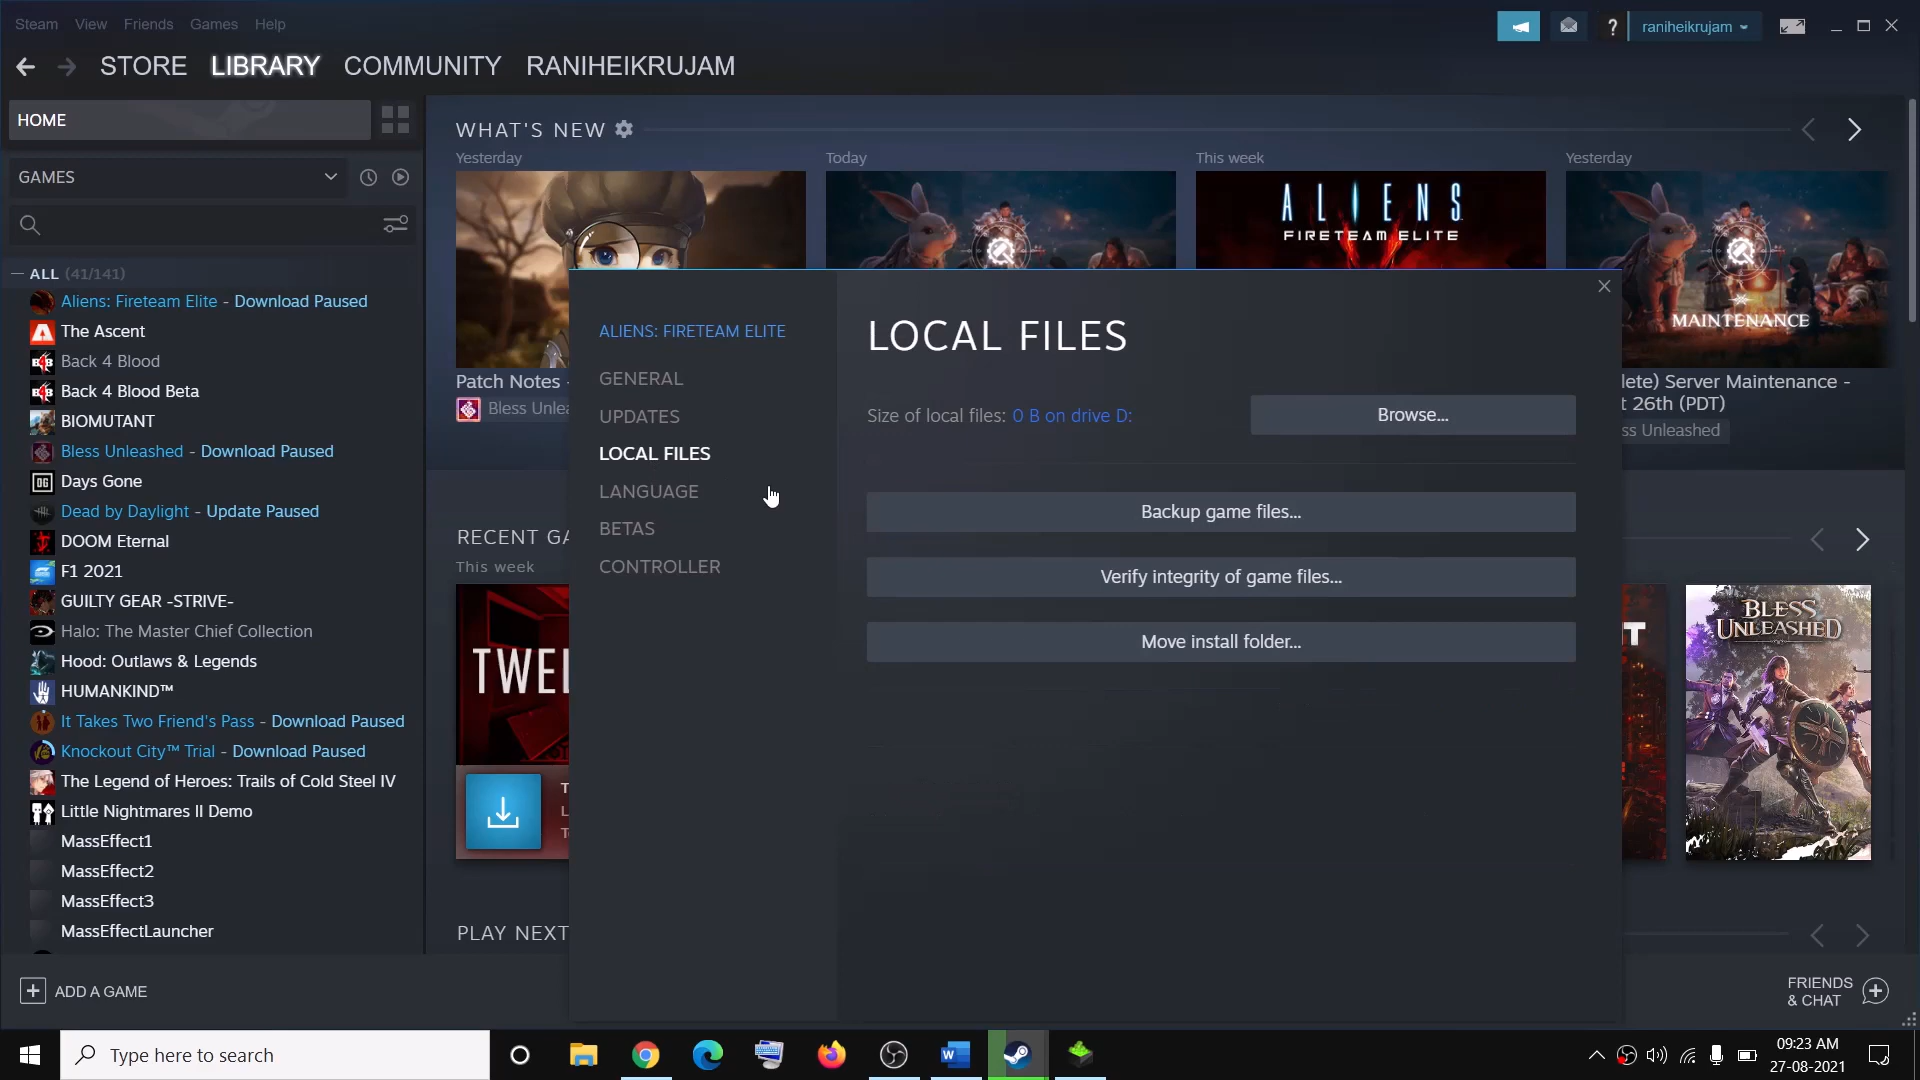 Steam View Friends Games Help
raniheikrujam
STORE LIBRARY COMMUNITY RANIHEIKRUJAM
HOME
GAMES
ALL (41/141)
Aliens: Fireteam Elite - Download Paused
The Ascent
Back 4 Blood
Back 4 Blood Beta
BIOMUTANT
Bless Unleashed - Download Paused
Days Gone
Dead by Daylight - Update Paused
DOOM Eternal
F1 2021
GUILTY GEAR -STRIVE-
Halo: The Master Chief Collection
Hood: Outlaws & Legends
HUMANKIND™
It Takes Two Friend's Pass - Download Paused
Knockout City™ Trial - Download Paused
The Legend of Heroes: Trails of Cold Steel IV
Little Nightmares II Demo
MassEffect1
MassEffect2
MassEffect3
MassEffectLauncher
ADD A GAME
WHAT'S NEW
Yesterday
Today
This week
Yesterday
ALIENS
FIRETEAM ELITE
MAINTENANCE
Patch Notes -
Bless Unlea
lete) Server Maintenance -
t 26th (PDT)
ss Unleashed
RECENT GA
This week
TWEL
BLESS
UNLEASHED
PLAY NEXT
ALIENS: FIRETEAM ELITE
GENERAL
UPDATES
LOCAL FILES
LANGUAGE
BETAS
CONTROLLER
LOCAL FILES
Size of local files: 0 B on drive D:
Browse...
Backup game files...
Verify integrity of game files...
Move install folder...
FRIENDS
& CHAT
Type here to search
09:23 AM
27-08-2021